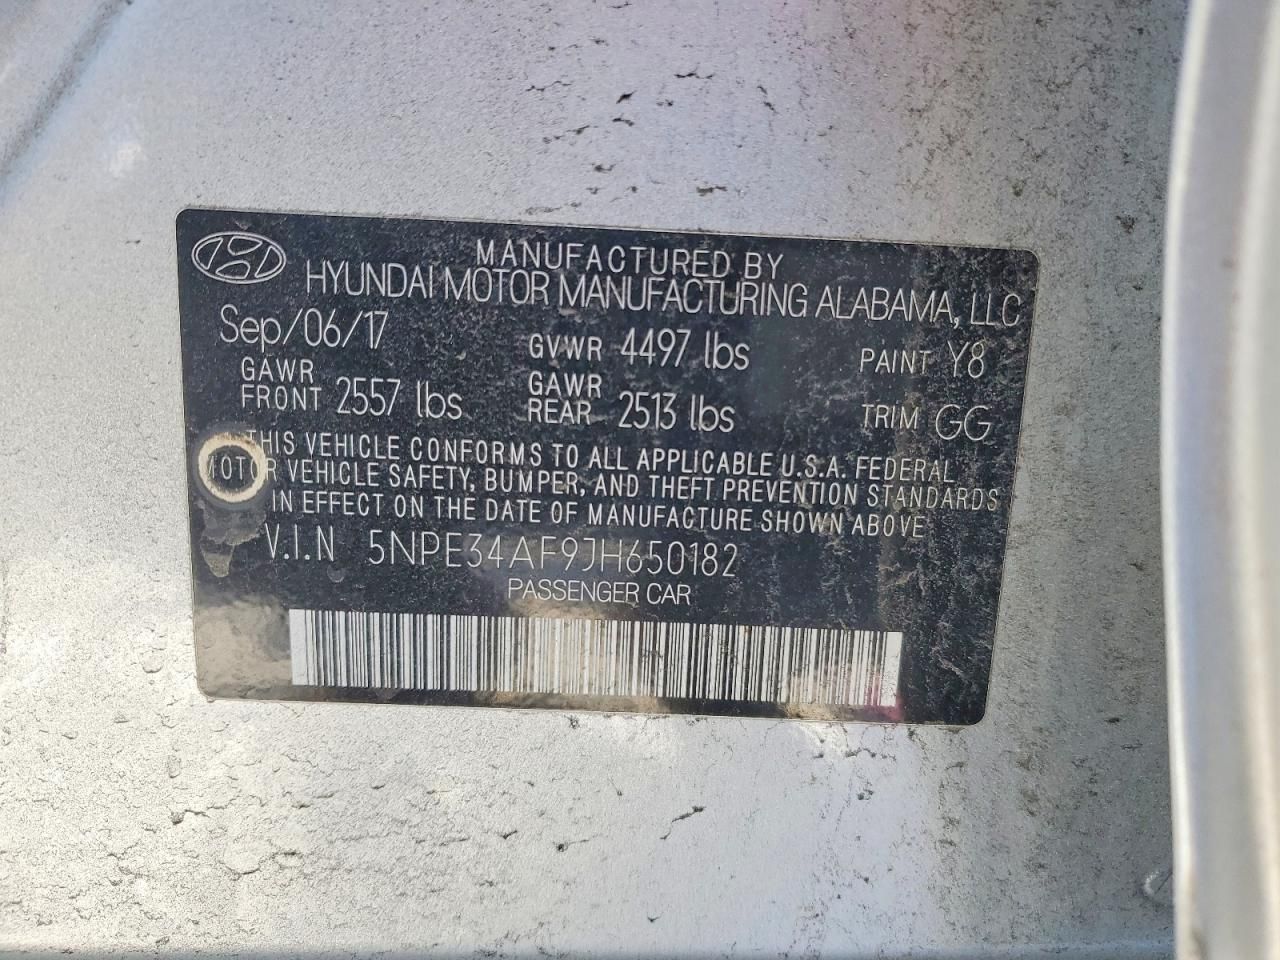 MANUFACTURED BY
HYUNDAI MOTOR MANUFACTURING ALABAMA, LLC
Sep/06/17 GVWR 4497 lbs PAINT Y8
GAWR FRONT 2557 lbs GAWR REAR 2513 lbs TRIM GG
THIS VEHICLE CONFORMS TO ALL APPLICABLE U.S.A. FEDERAL
MOTOR VEHICLE SAFETY, BUMPER, AND THEFT PREVENTION STANDARDS
IN EFFECT ON THE DATE OF MANUFACTURE SHOWN ABOVE
V.I.N 5NPE34AF9JH650182
PASSENGER CAR